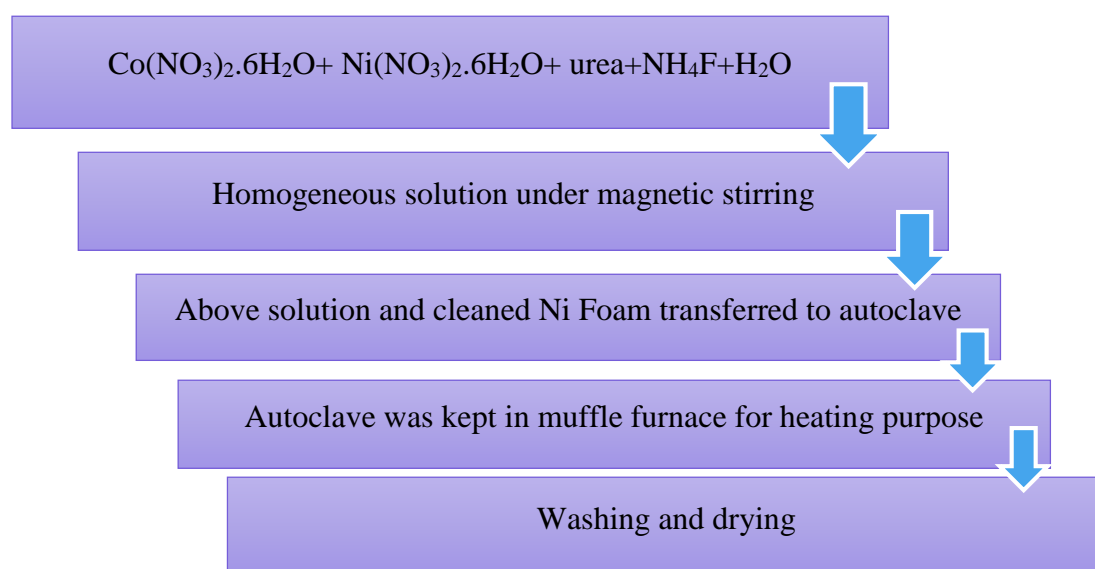 Co(NO₃)₂.6H₂O+ Ni(NO₃)₂.6H₂O+ urea+NH₄F+H₂O
Homogeneous solution under magnetic stirring
Above solution and cleaned Ni Foam transferred to autoclave
Autoclave was kept in muffle furnace for heating purpose
Washing and drying